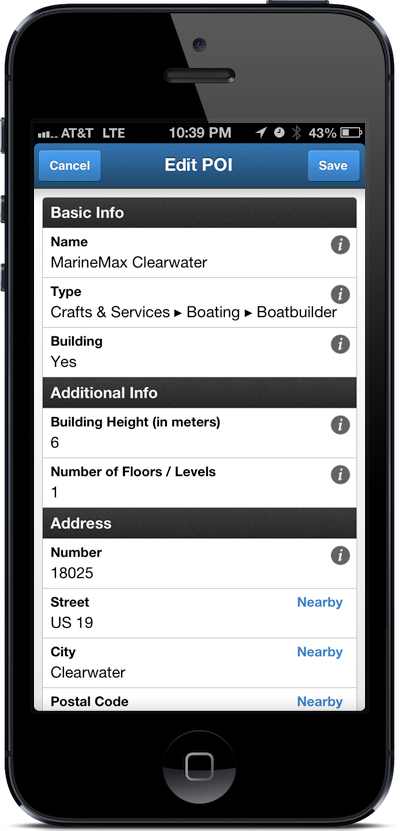 AT&T LTE 10:39 PM 43%
Cancel Edit POI Save
Basic Info
Name
MarineMax Clearwater
Type
Crafts & Services ▸ Boating ▸ Boatbuilder
Building
Yes
Additional Info
Building Height (in meters)
6
Number of Floors / Levels
1
Address
Number
18025
Street Nearby
US 19
City Nearby
Clearwater
Postal Code Nearby